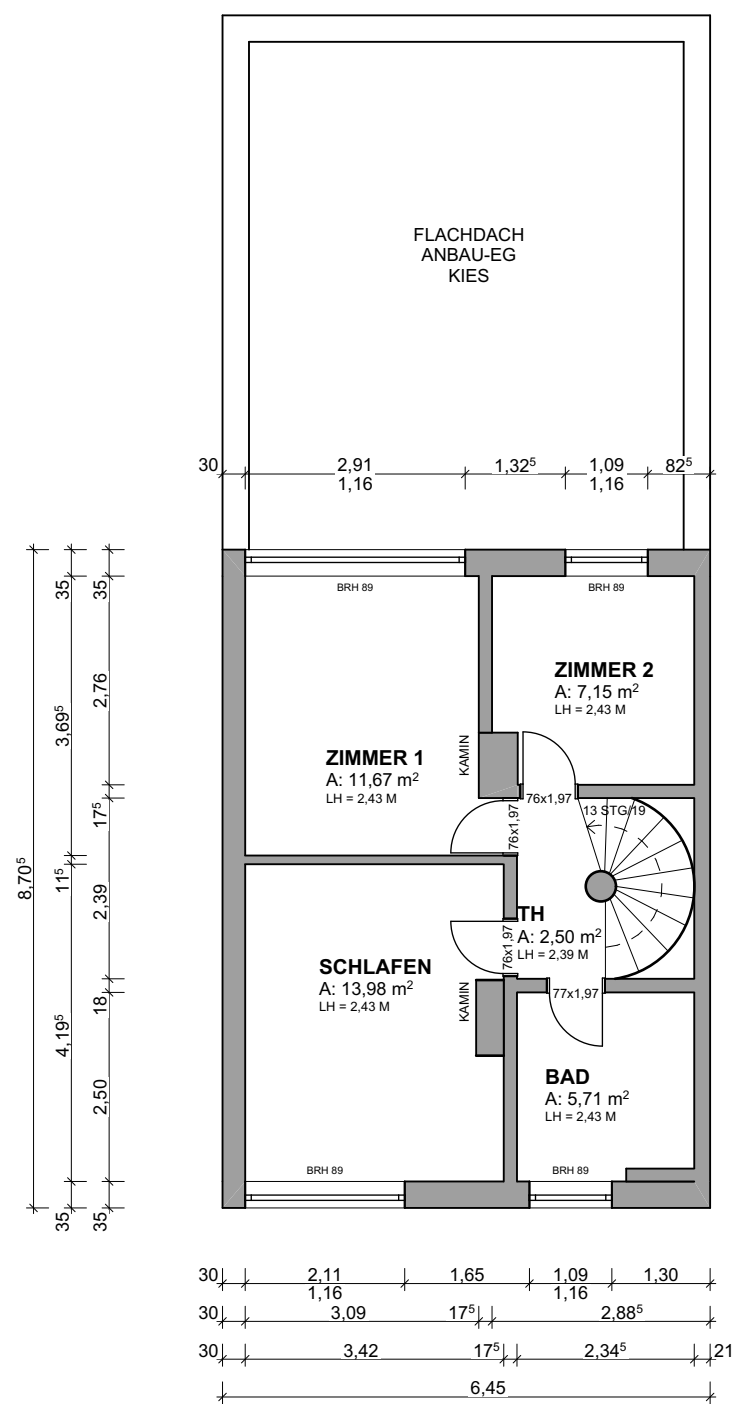 FLACHDACH
ANBAU-EG
KIES
30 2,91 1,32⁵ 1,09 82⁵
1,16 1,16
BRH 89 BRH 89
35 35
ZIMMER 2
A: 7,15 m²
LH = 2,43 M
2,76
3,69⁵
KAMIN
ZIMMER 1
A: 11,67 m²
LH = 2,43 M
76x1,97
13 STG/19
76x1,97
17⁵
8,70⁵
11⁵
2,39
TH
A: 2,50 m²
LH = 2,39 M
76x1,97
SCHLAFEN
A: 13,98 m²
LH = 2,43 M
77x1,97
KAMIN
18
4,19⁵
2,50
BAD
A: 5,71 m²
LH = 2,43 M
BRH 89 BRH 89
35 35
30 2,11 1,65 1,09 1,30
1,16 1,16
30 3,09 17⁵ 2,88⁵
30 3,42 17⁵ 2,34⁵ 21
6,45